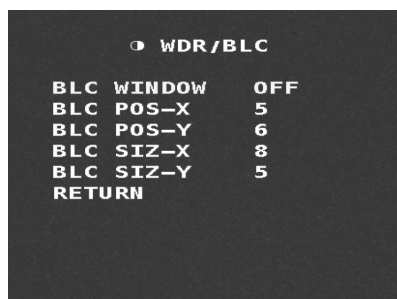 WDR/BLC
BLC WINDOW OFF
BLC POS-X 5
BLC POS-Y 6
BLC SIZ-X 8
BLC SIZ-Y 5
RETURN